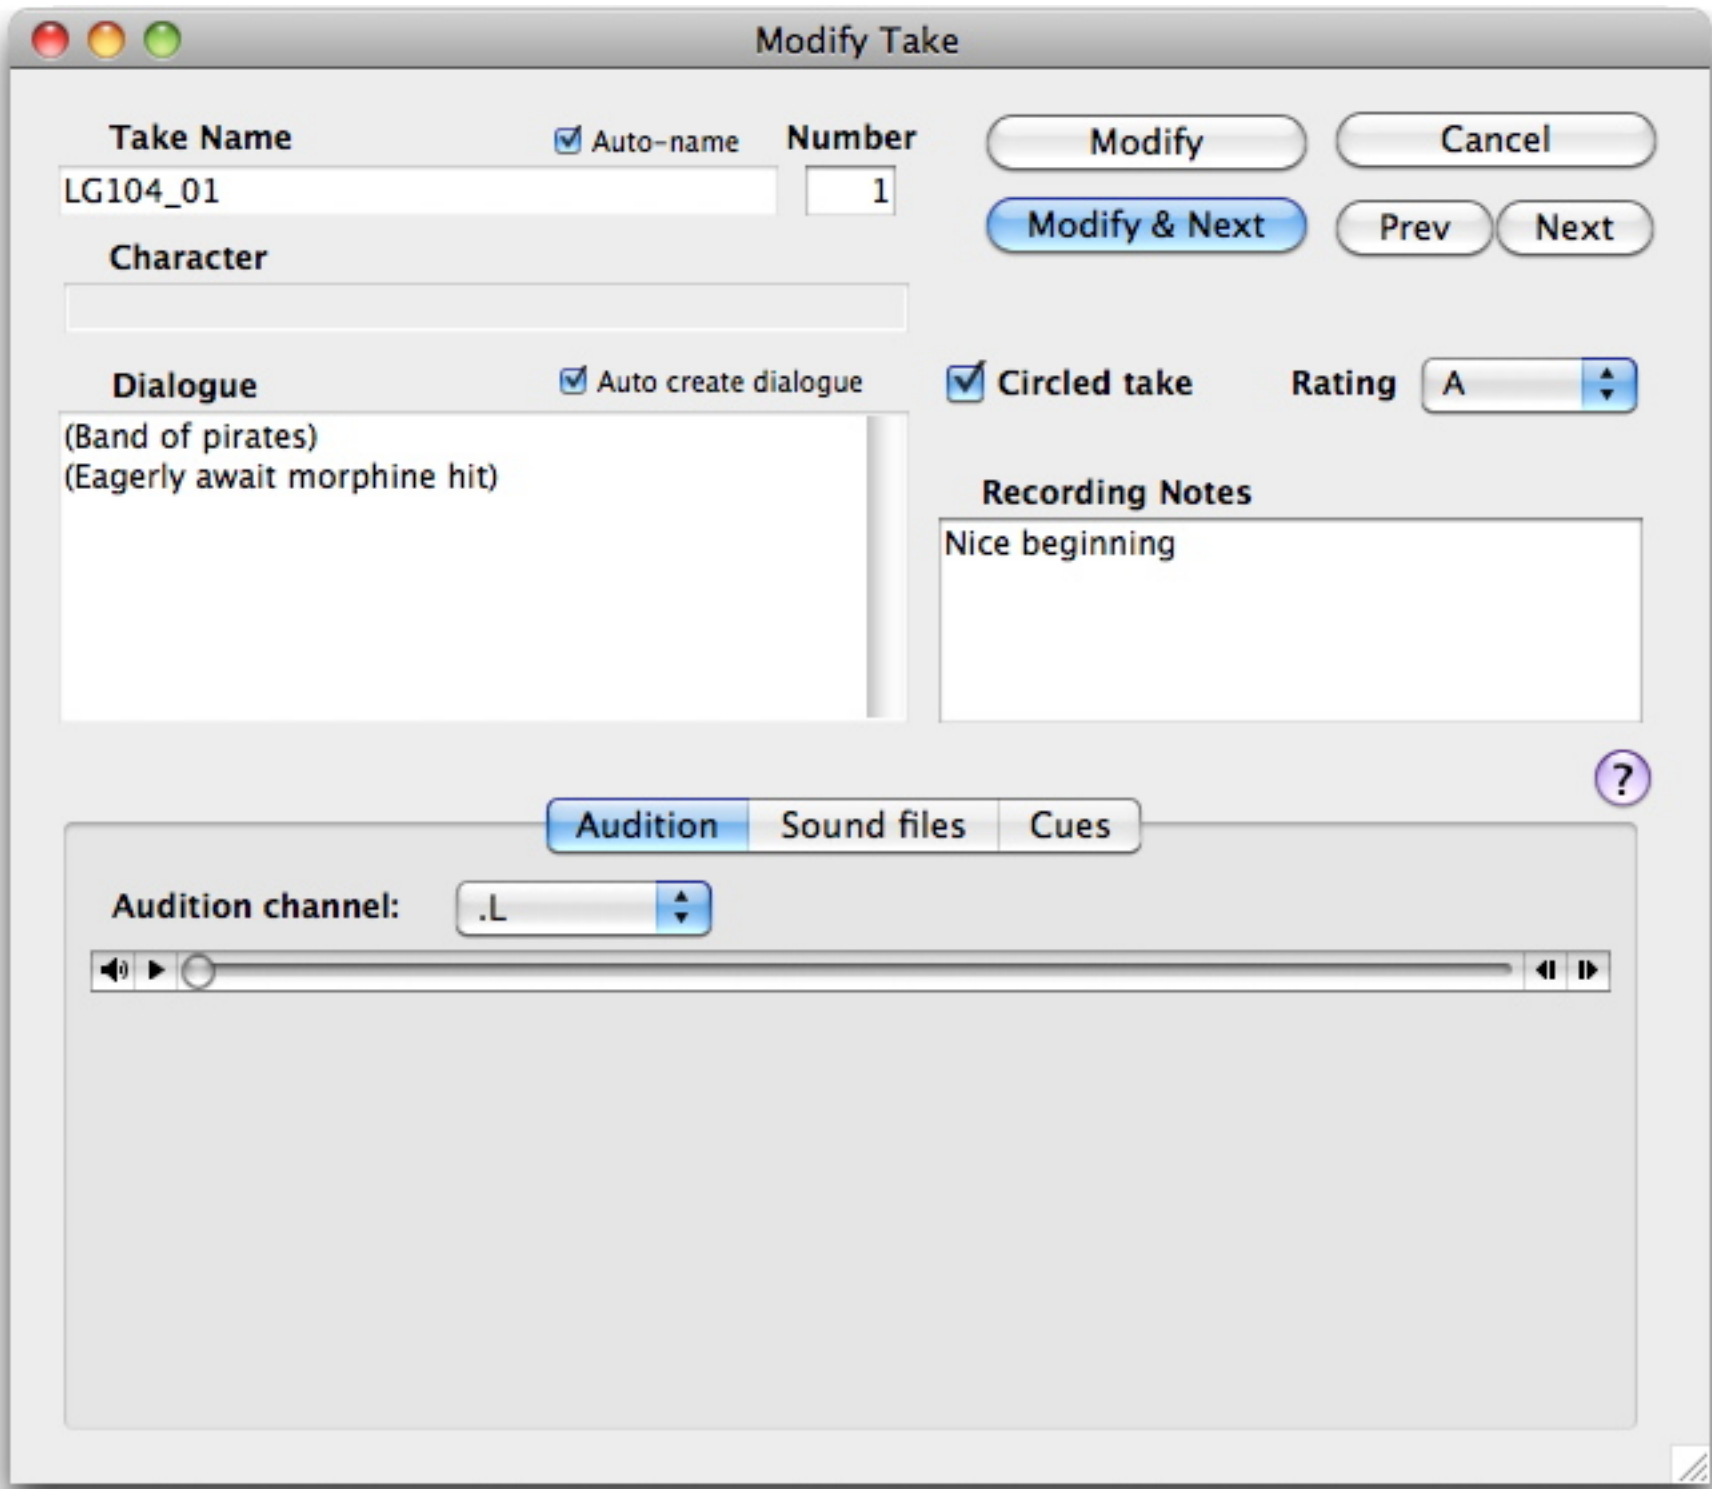 Modify Take
Take Name
Auto-name
Number
Modify
Cancel
LG104_01
1
Modify & Next
Prev
Next
Character
Dialogue
Auto create dialogue
Circled take
Rating
A
(Band of pirates)
(Eagerly await morphine hit)
Recording Notes
Nice beginning
?
Audition
Sound files
Cues
Audition channel:
.L